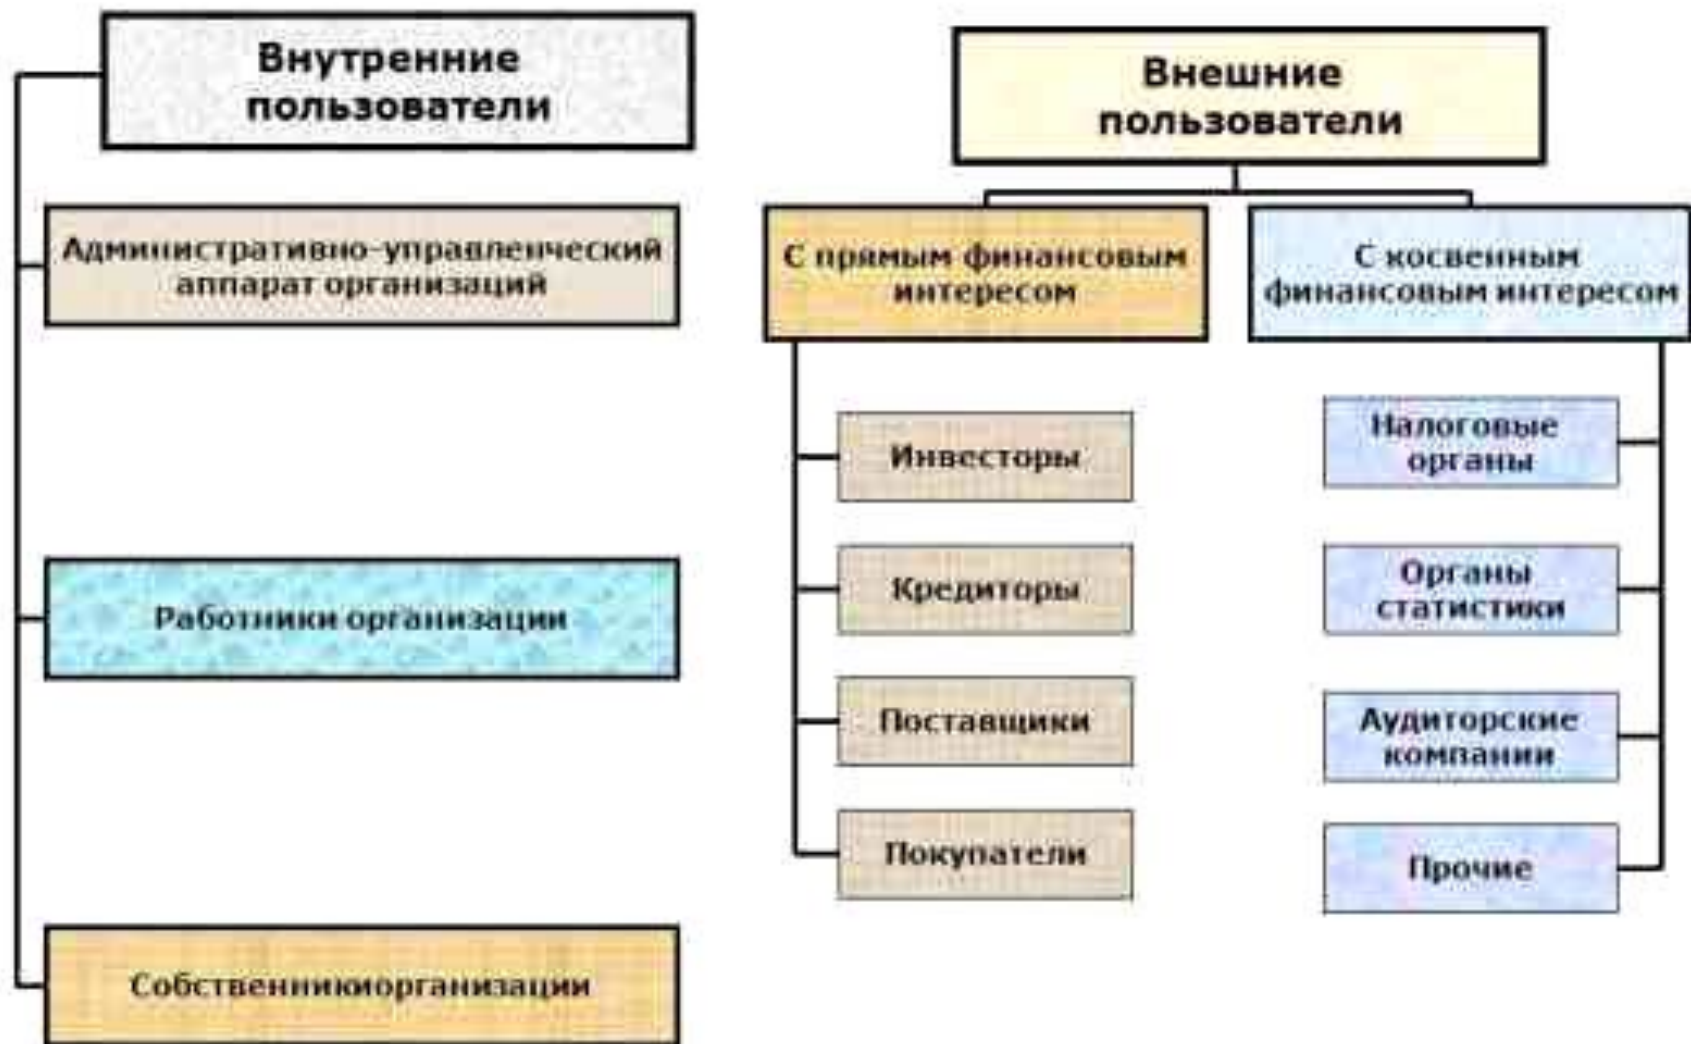 Внутренние
пользователи
Административно-управленческий
аппарат организаций
Работники организации
Собственникиорганизации
Внешние
пользователи
С прямым финансовым
интересом
Инвесторы
Кредиторы
Поставщики
Покупатели
С косвенным
финансовым интересом
Налоговые
органы
Органы
статистики
Аудиторские
компании
Прочие